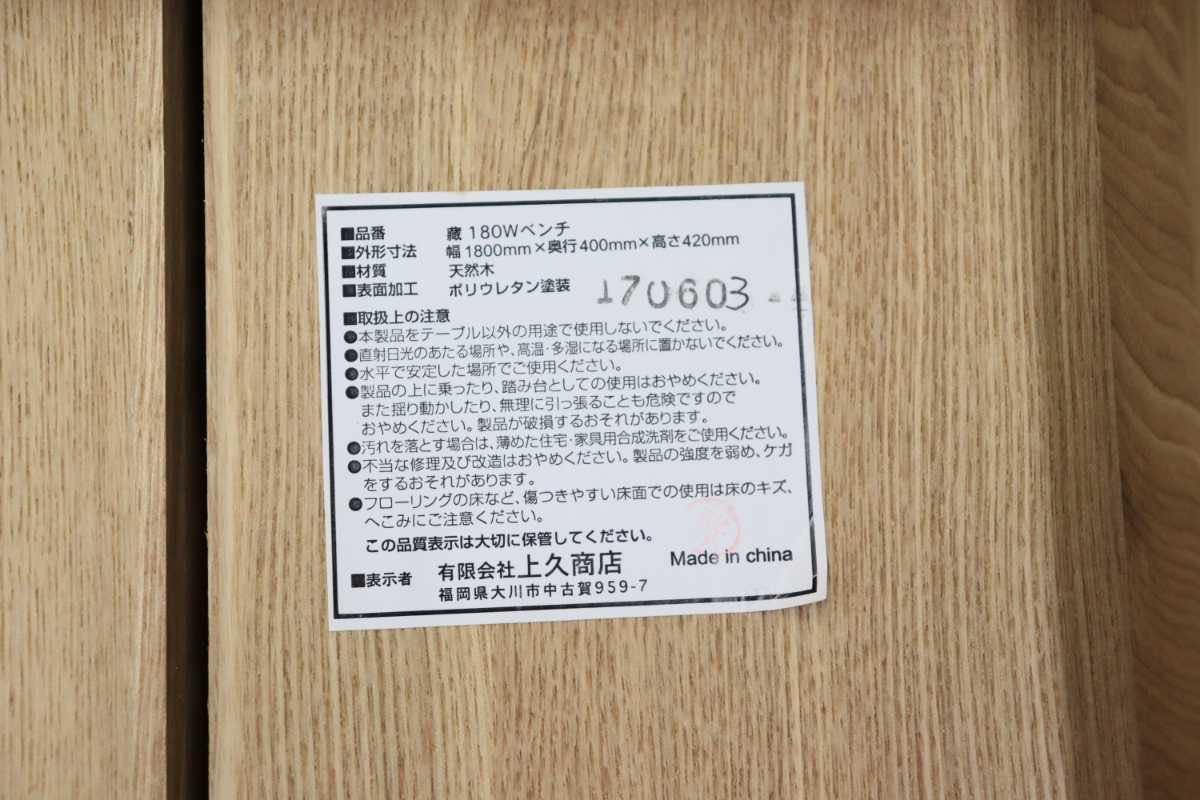 ■品番 藏 180Wベンチ
■外形寸法 幅1800mm×奥行400mm×高さ420mm
■材質 天然木
■表面加工 ポリウレタン塗装
170603
■取扱上の注意
●本製品をテーブル以外の用途で使用しないでください。
●直射日光のあたる場所や、高温・多湿になる場所に置かないでください。
●水平で安定した場所でご使用ください。
●製品の上に乗ったり、踏み台としての使用はおやめください。
また揺り動かしたり、無理に引っ張ることも危険ですので
おやめください。製品が破損するおそれがあります。
●汚れを落とす場合は、薄めた住宅・家具用合成洗剤をご使用ください。
●不当な修理及び改造はおやめください。製品の強度を弱め、ケガ
をするおそれがあります。
●フローリングの床など、傷つきやすい床面での使用は床のキズ、
へこみにご注意ください。
この品質表示は大切に保管してください。
■表示者 有限会社上久商店 Made in china
福岡県大川市中古賀959-7